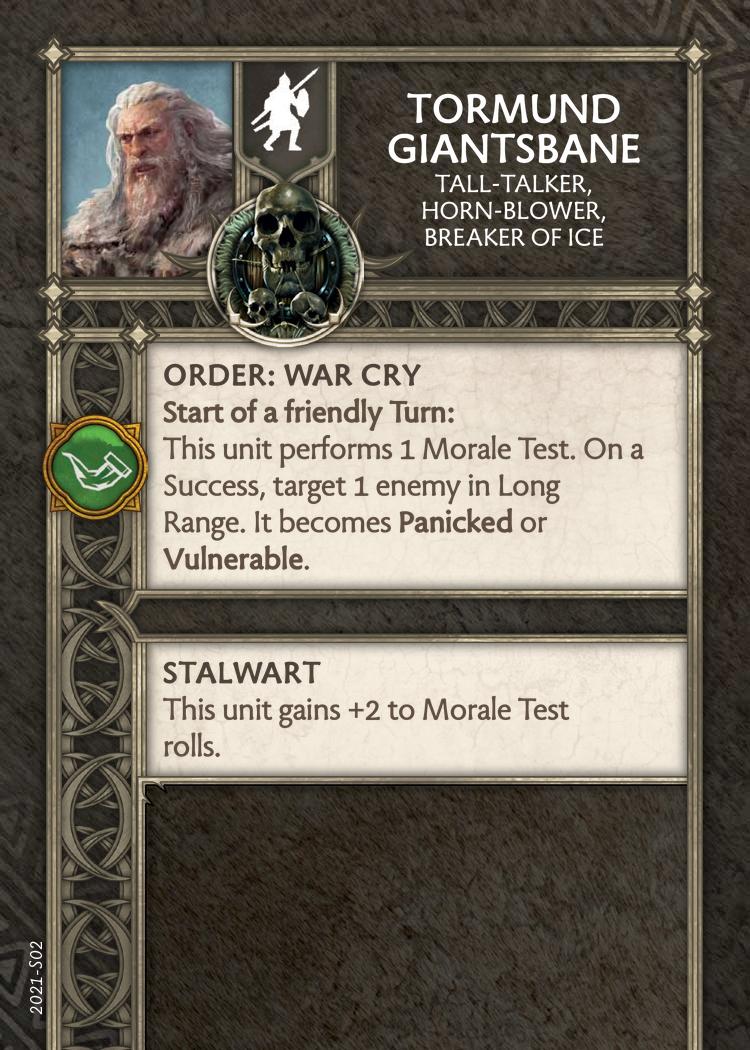 TORMUND
GIANTSBANE
TALL-TALKER,
HORN-BLOWER,
BREAKER OF ICE
ORDER: WAR CRY
Start of a friendly Turn:
This unit performs 1 Morale Test. On a
Success, target 1 enemy in Long
Range. It becomes Panicked or
Vulnerable.
STALWART
This unit gains +2 to Morale Test
rolls.
2021-S02